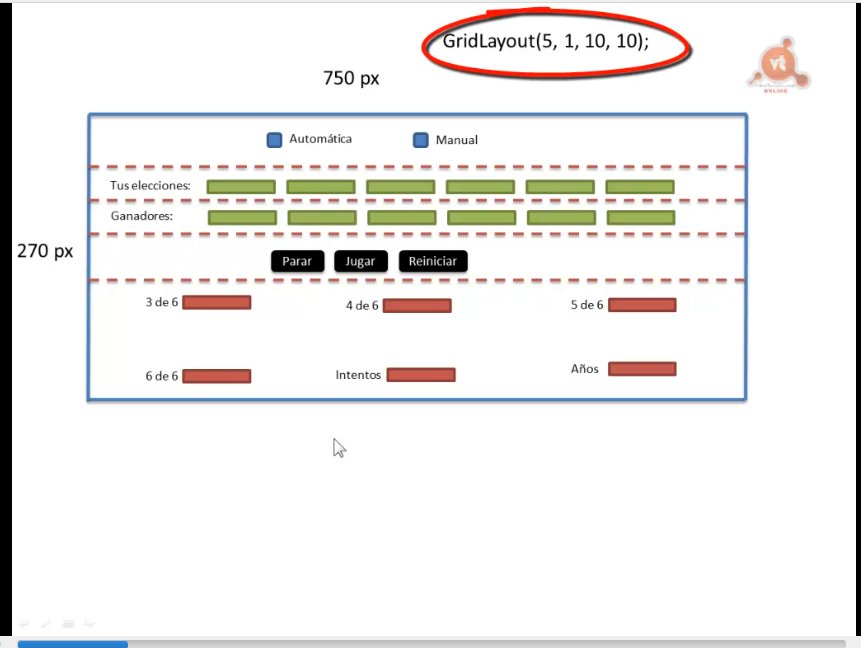 GridLayout(5, 1, 10, 10);
vt
ONLINE
750 px
Automática Manual
Tus elecciones:
Ganadores:
270 px
Parar Jugar Reiniciar
3 de 6 4 de 6 5 de 6
6 de 6 Intentos Años